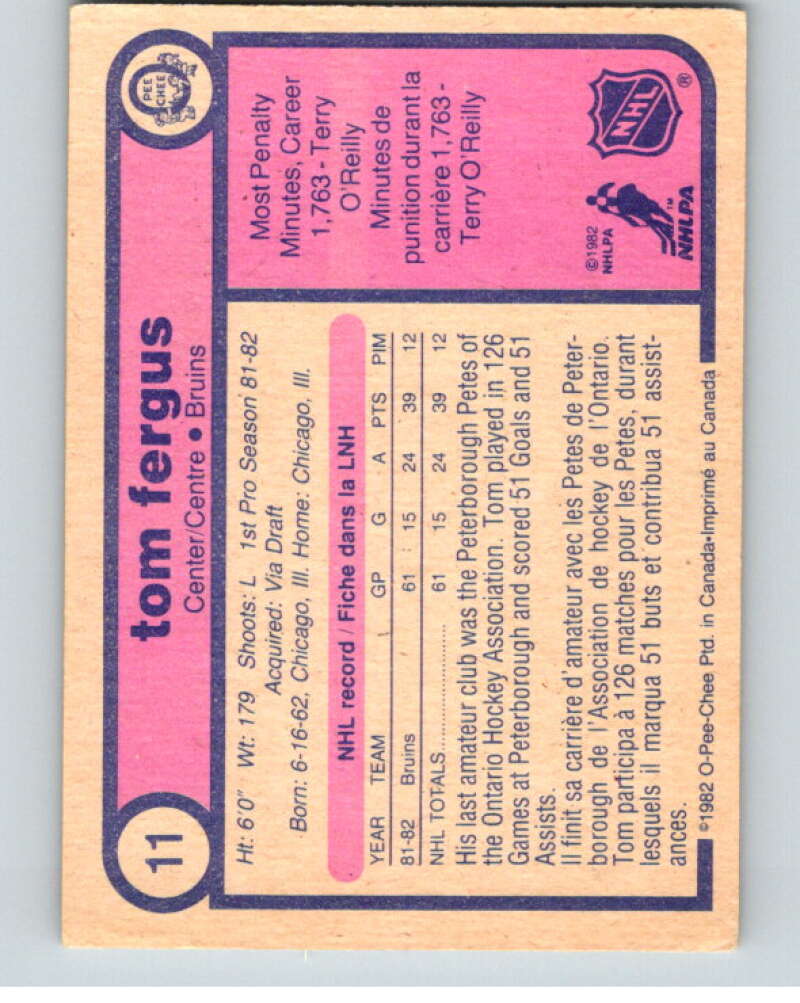 11
tom fergus
Center/Centre • Bruins
O
PEE
CHEE
Ht: 6'0" Wt: 179 Shoots: L 1st Pro Season 81-82
Acquired: Via Draft
Born: 6-16-62, Chicago, Ill. Home: Chicago, Ill.
NHL record / Fiche dans la LNH
YEAR TEAM GP G A PTS PIM
81-82 Bruins 61 15 24 39 12
NHL TOTALS 61 15 24 39 12
His last amateur club was the Peterborough Petes of
the Ontario Hockey Association. Tom played in 126
Games at Peterborough and scored 51 Goals and 51
Assists.
Il finit sa carrière d'amateur avec les Petes de Peter-
borough de l'Association de hockey de l'Ontario.
Tom participa à 126 matches pour les Petes, durant
lesquels il marqua 51 buts et contribua 51 assist-
ances.
©1982 O-Pee-Chee Ptd. in Canada•Imprimé au Canada
Most Penalty
Minutes, Career
1,763 - Terry
O'Reilly
Minutes de
punition durant la
carrière 1,763 -
Terry O'Reilly
©1982
NHLPA
NHLPA™
NHL®